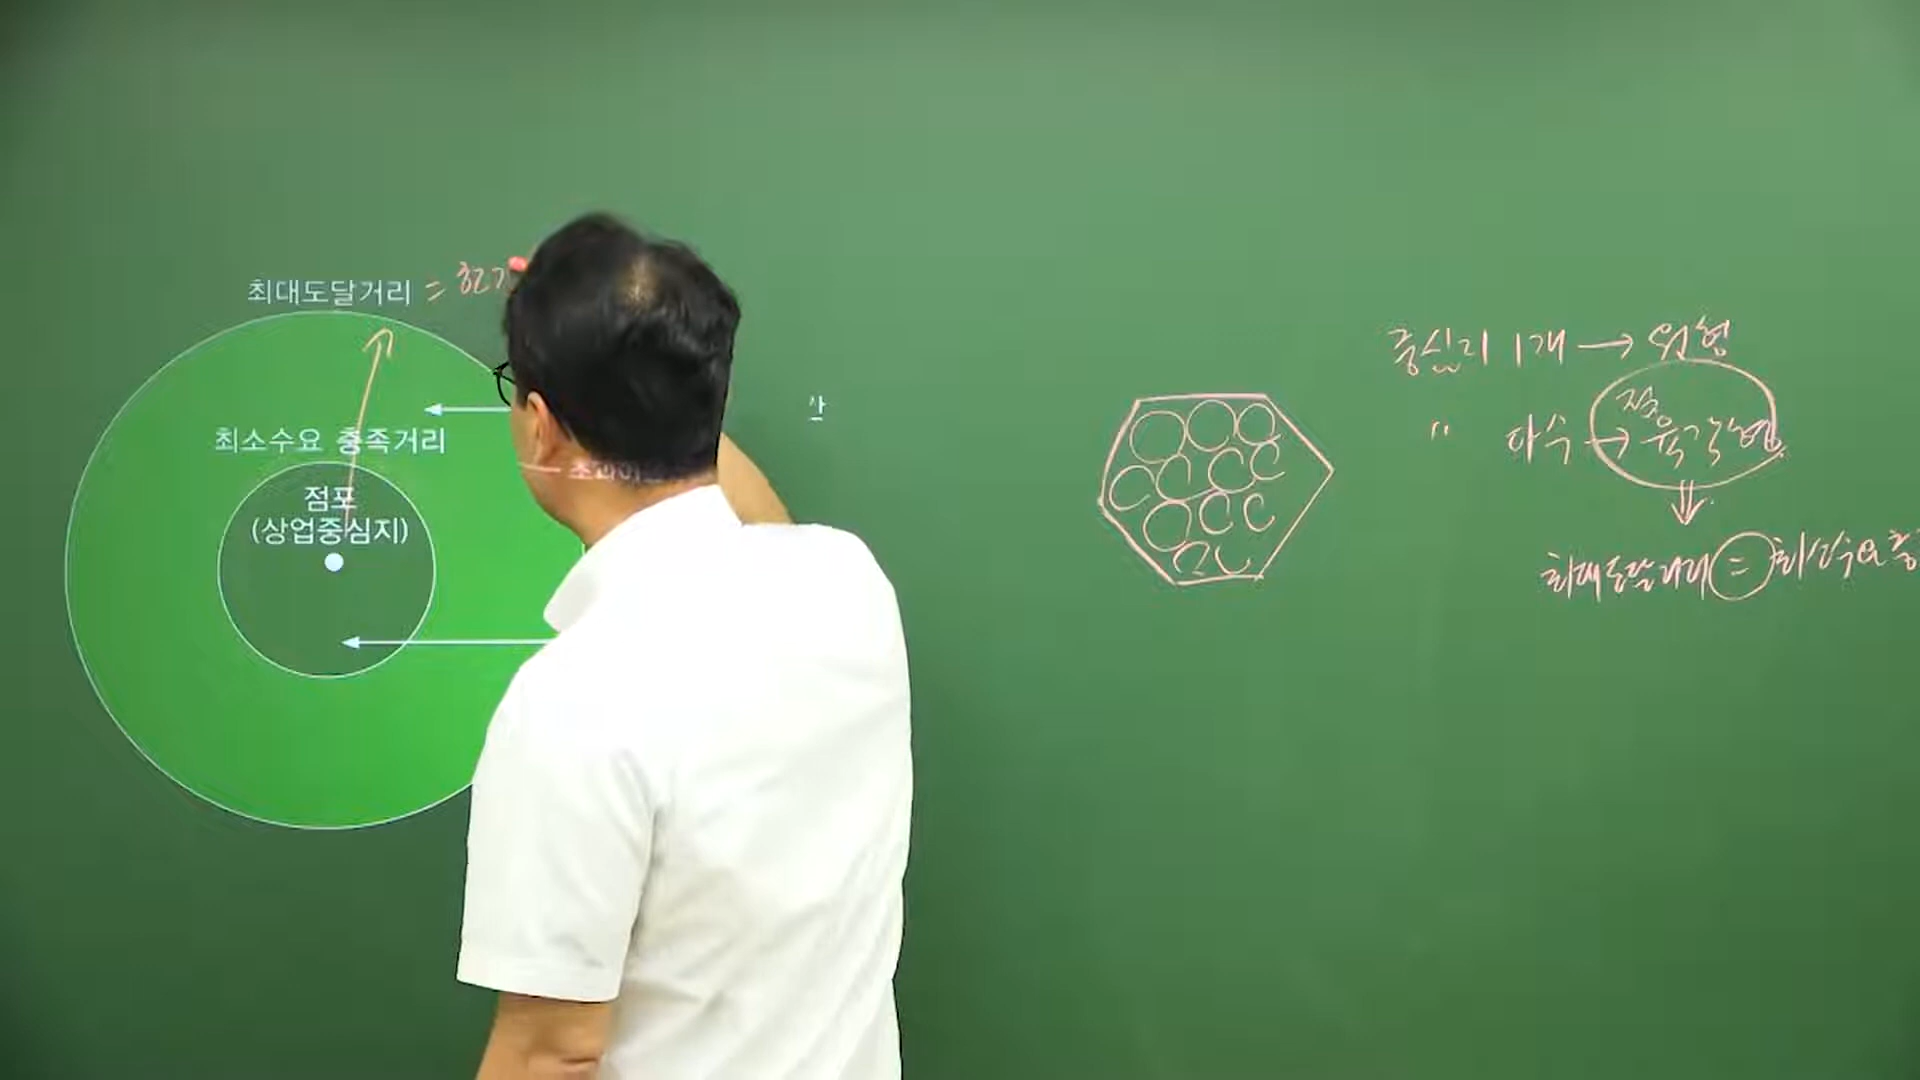 최대도달거리 =
최소수요 충족거리
점포
(상업중심지)
중심지 1개 → 원형
" 다수 → 정육각형
최대도달거리 = 최소수요충